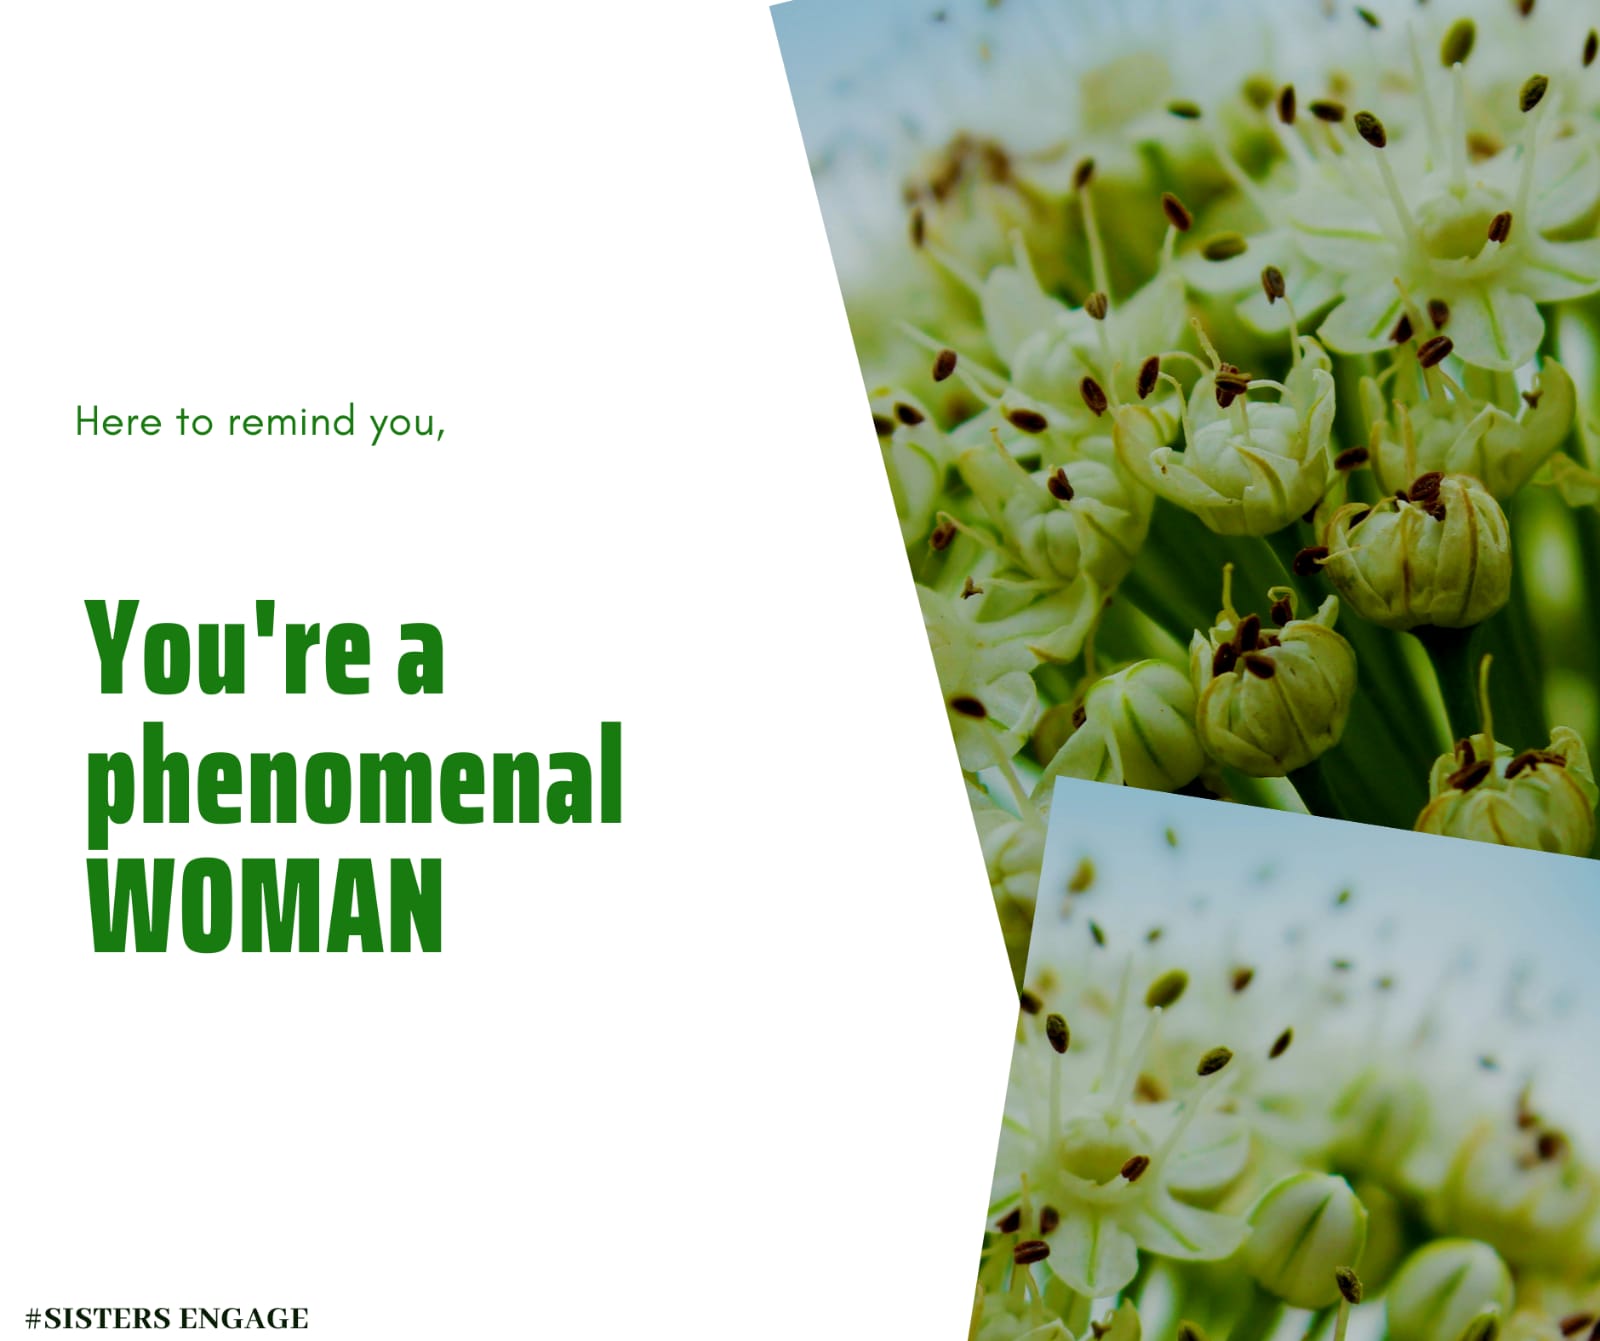 Here to remind you,
You're a
phenomenal
WOMAN
#SISTERS ENGAGE